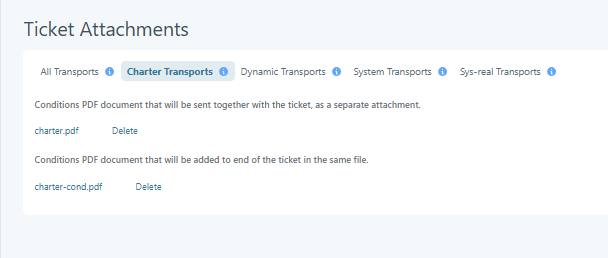 Ticket Attachments
All Transports Charter Transports Dynamic Transports System Transports Sys-real Transports
Conditions PDF document that will be sent together with the ticket, as a separate attachment.
charter.pdf Delete
Conditions PDF document that will be added to end of the ticket in the same file.
charter-cond.pdf Delete